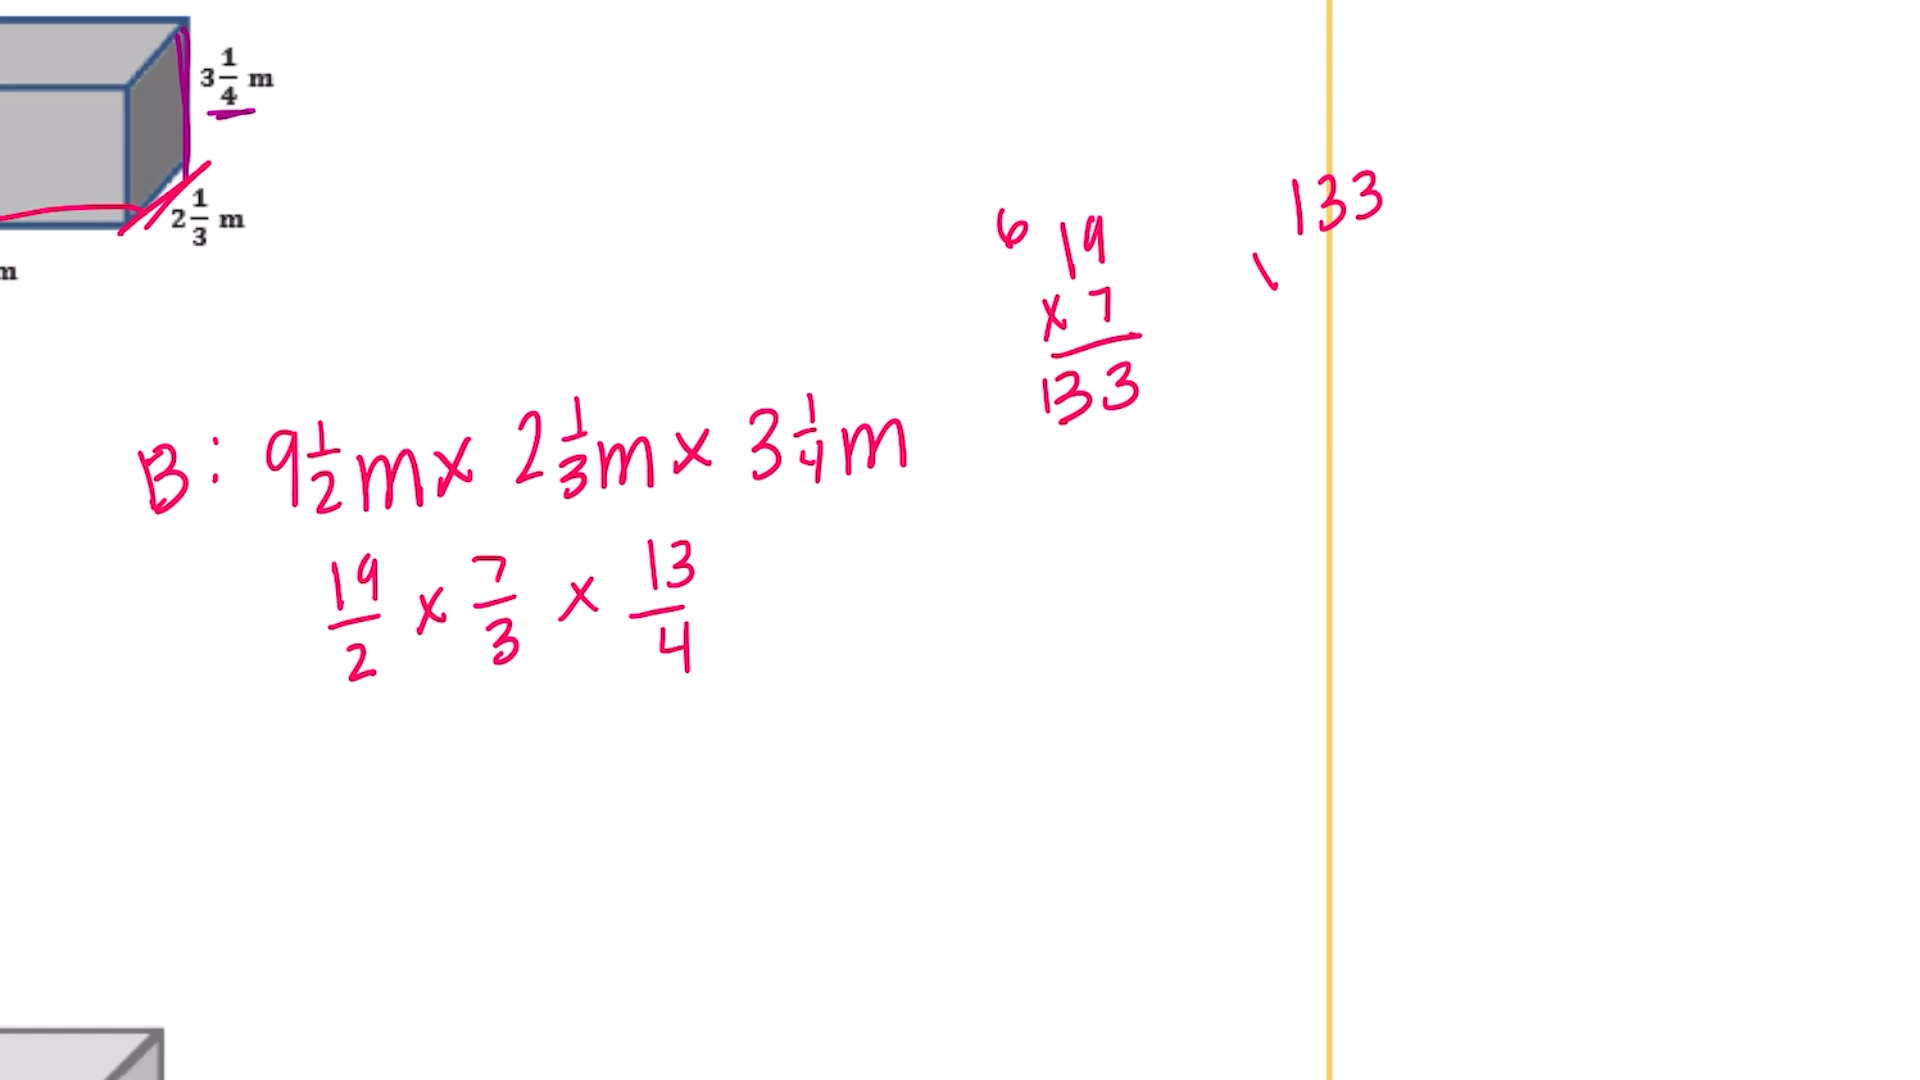 3 1/4 m
2 1/3 m
m
B: 9 1/2 m x 2 1/3 m x 3 1/4 m
19/2 x 7/3 x 13/4
6
19
x 7
133
133
\